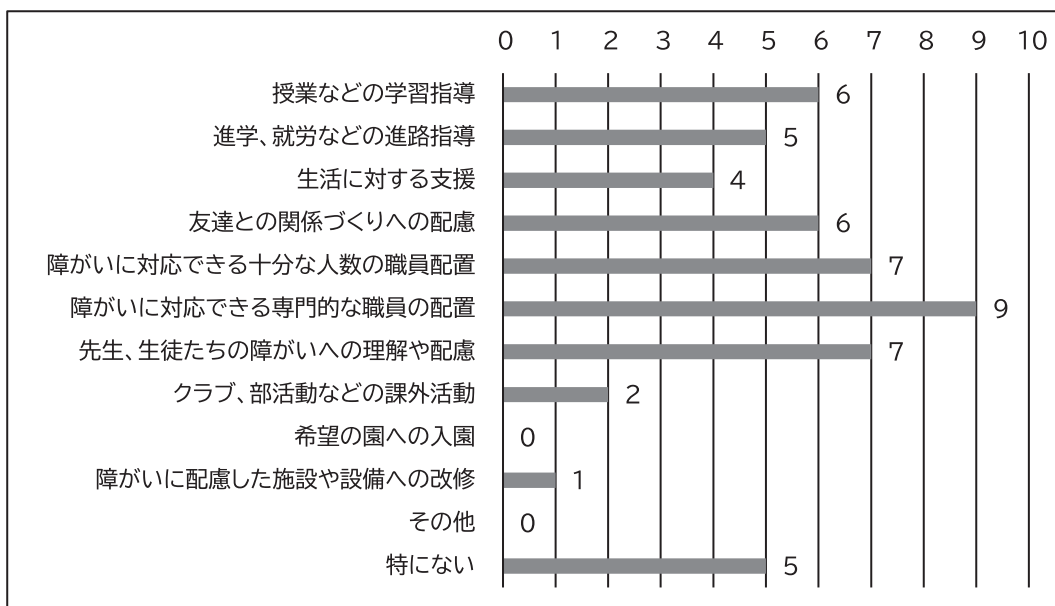 0 1 2 3 4 5 6 7 8 9 10
授業などの学習指導 6
進学、就労などの進路指導 5
生活に対する支援 4
友達との関係づくりへの配慮 6
障がいに対応できる十分な人数の職員配置 7
障がいに対応できる専門的な職員の配置 9
先生、生徒たちの障がいへの理解や配慮 7
クラブ、部活動などの課外活動 2
希望の園への入園 0
障がいに配慮した施設や設備への改修 1
その他 0
特にない 5